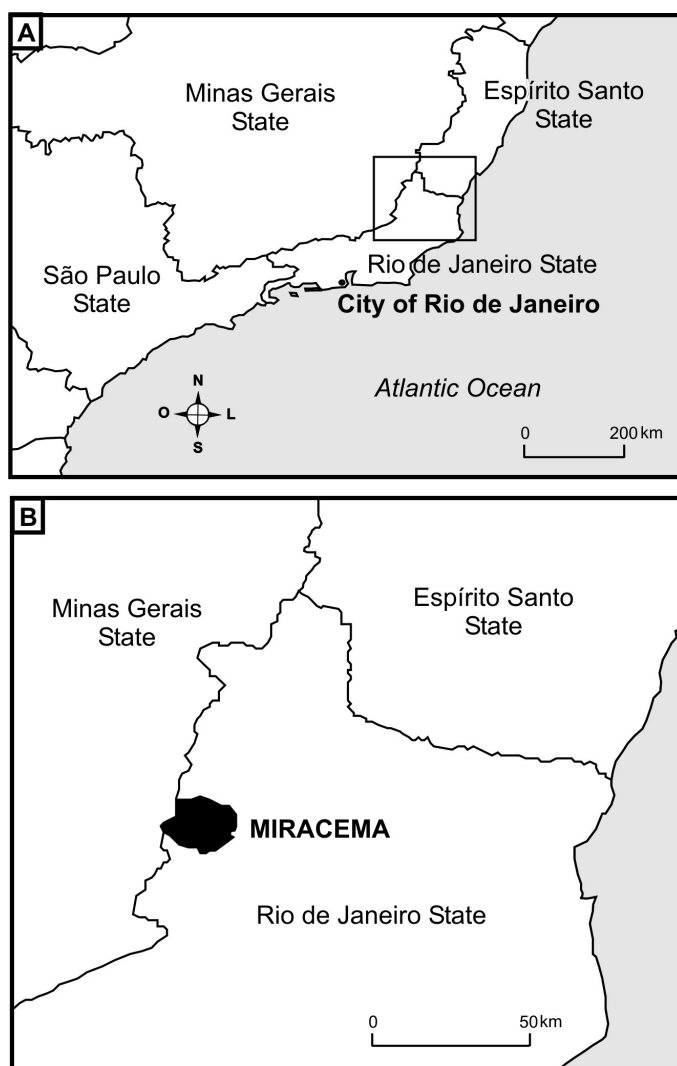 A
Minas Gerais
State
Espírito Santo
State
São Paulo
State
Rio de Janeiro State
City of Rio de Janeiro
Atlantic Ocean
N
O
L
S
0
200 km
B
Minas Gerais
State
Espírito Santo
State
MIRACEMA
Rio de Janeiro State
0
50 km